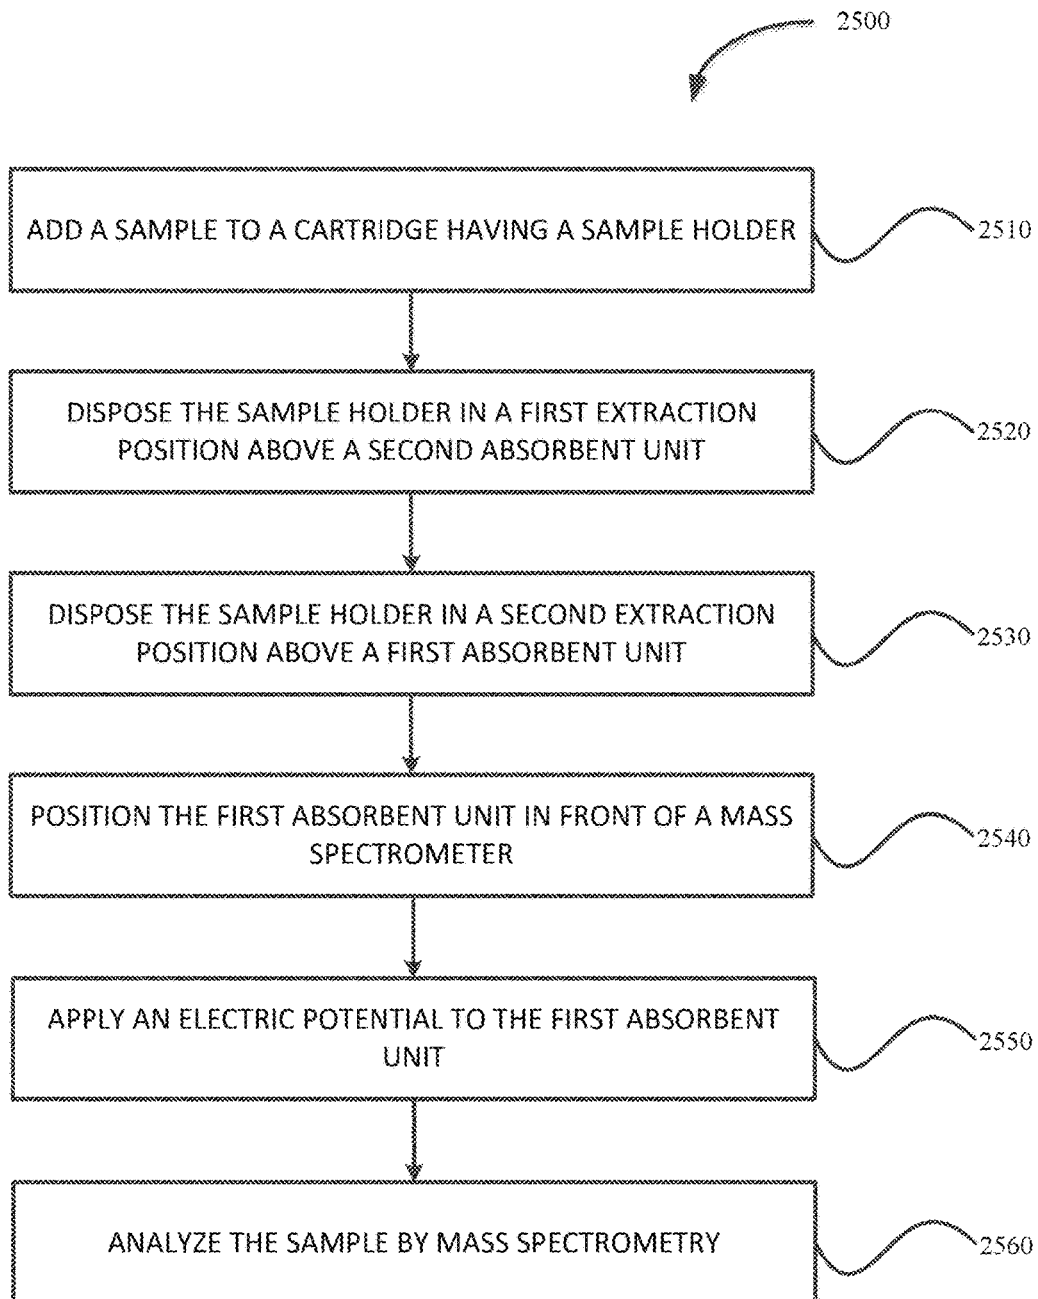 2500
ADD A SAMPLE TO A CARTRIDGE HAVING A SAMPLE HOLDER
2510
DISPOSE THE SAMPLE HOLDER IN A FIRST EXTRACTION
POSITION ABOVE A SECOND ABSORBENT UNIT
2520
DISPOSE THE SAMPLE HOLDER IN A SECOND EXTRACTION
POSITION ABOVE A FIRST ABSORBENT UNIT
2530
POSITION THE FIRST ABSORBENT UNIT IN FRONT OF A MASS
SPECTROMETER
2540
APPLY AN ELECTRIC POTENTIAL TO THE FIRST ABSORBENT
UNIT
2550
ANALYZE THE SAMPLE BY MASS SPECTROMETRY
2560